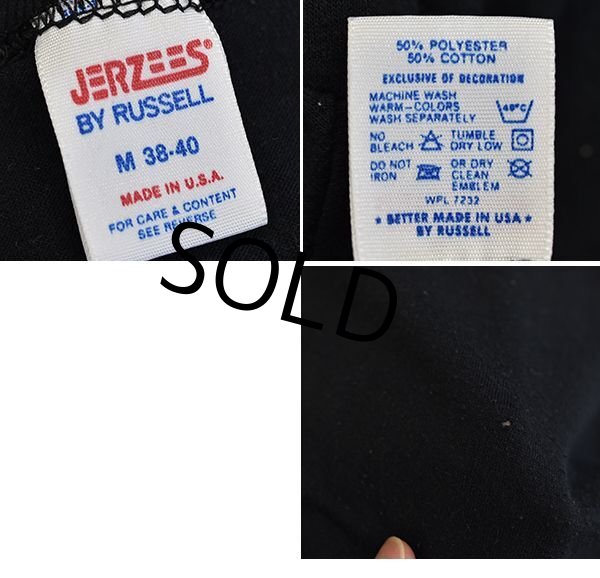 JERZEES®
BY RUSSELL
M 38-40
MADE IN U.S.A.
FOR CARE & CONTENT
SEE REVERSE
50% POLYESTER
50% COTTON
EXCLUSIVE OF DECORATION
MACHINE WASH
WARM-COLORS
WASH SEPARATELY
40°C
NO
BLEACH
TUMBLE
DRY LOW
DO NOT
IRON
OR DRY
CLEAN
EMBLEM
WPL 7232
★ BETTER MADE IN USA ★
BY RUSSELL
SOLD